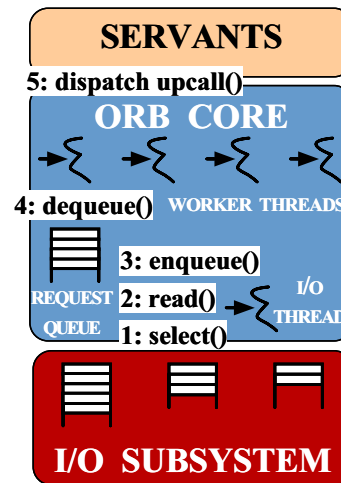 SERVANTS
5: dispatch upcall()
ORB CORE
4: dequeue()
WORKER THREADS
3: enqueue()
REQUEST
QUEUE
2: read()
I/O
THREAD
1: select()
I/O SUBSYSTEM